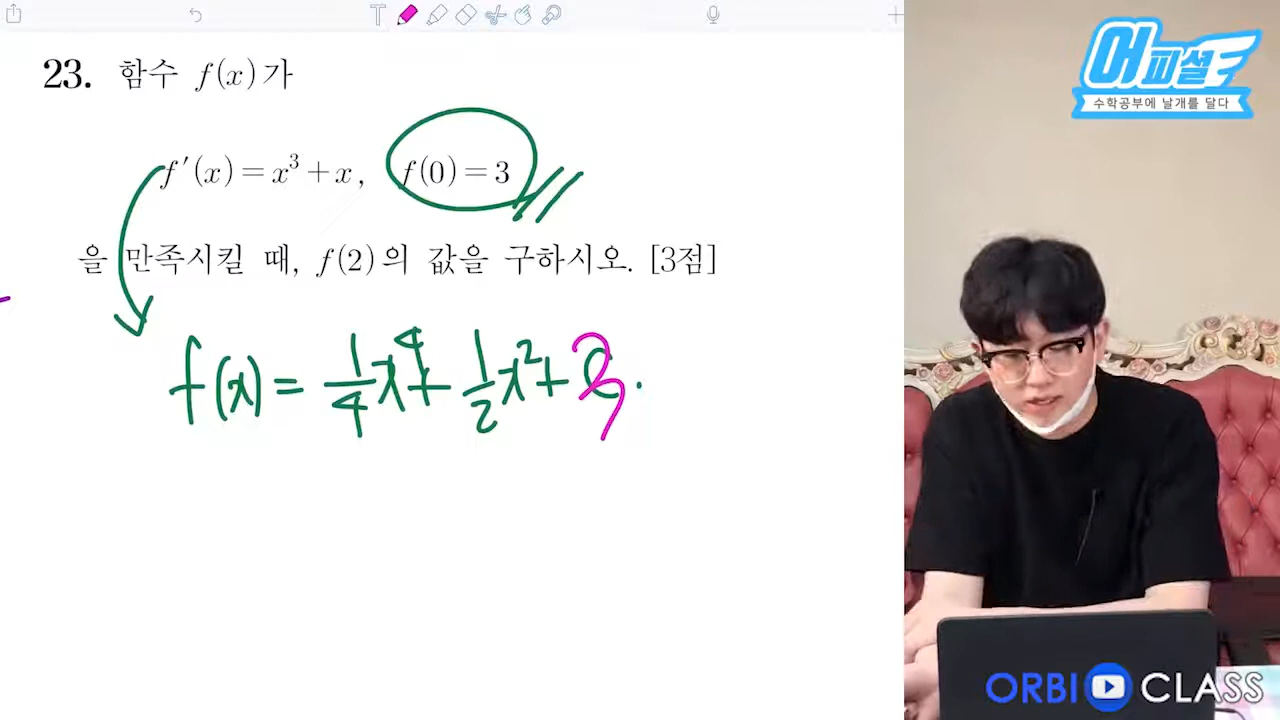 23. 함수 f(x)가
f′(x)=x³+x, f(0)=3
을 만족시킬 때, f(2)의 값을 구하시오. [3점]
f(x)=1/4x⁴+1/2x²+3.
어피셜
수학공부에 날개를 달다
ORBI CLASS